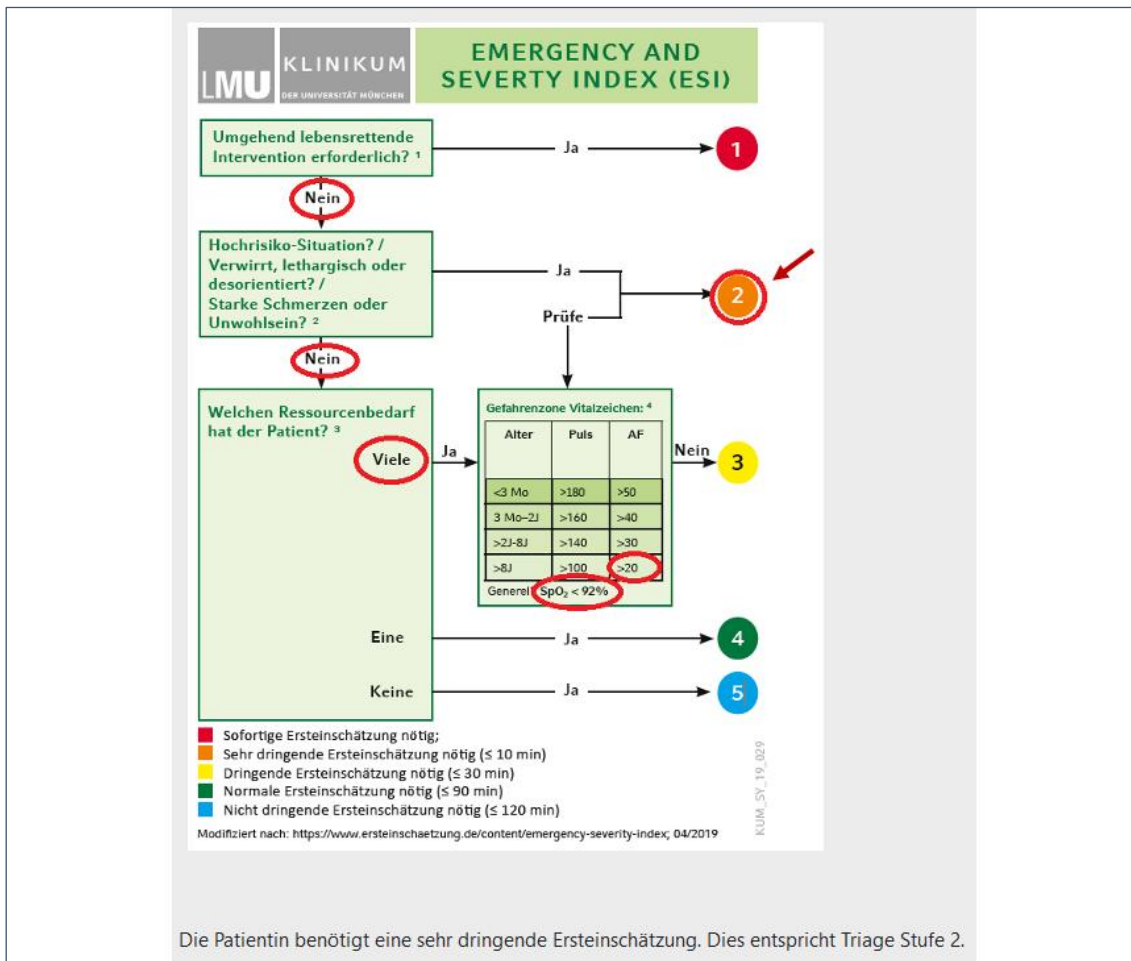 LMU
KLINIKUM
DER UNIVERSITÄT MÜNCHEN
EMERGENCY AND
SEVERTY INDEX (ESI)
Umgehend lebensrettende
Intervention erforderlich? ¹
Ja
1
Nein
Hochrisiko-Situation? /
Verwirrt, lethargisch oder
desorientiert? /
Starke Schmerzen oder
Unwohlsein? ²
Ja
2
Prüfe
Nein
Welchen Ressourcenbedarf
hat der Patient? ³
Viele
Ja
Gefahrenzone Vitalzeichen: ⁴
Alter Puls AF
<3 Mo >180 >50
3 Mo–2J >160 >40
>2J-8J >140 >30
>8J >100 >20
Generel SpO₂ < 92%
Nein
3
Eine
Ja
4
Keine
Ja
5
Sofortige Ersteinschätzung nötig;
Sehr dringende Ersteinschätzung nötig (≤ 10 min)
Dringende Ersteinschätzung nötig (≤ 30 min)
Normale Ersteinschätzung nötig (≤ 90 min)
Nicht dringende Ersteinschätzung nötig (≤ 120 min)
KUM_SY_19_029
Modifiziert nach: https://www.ersteinschaetzung.de/content/emergency-severity-index; 04/2019
Die Patientin benötigt eine sehr dringende Ersteinschätzung. Dies entspricht Triage Stufe 2.